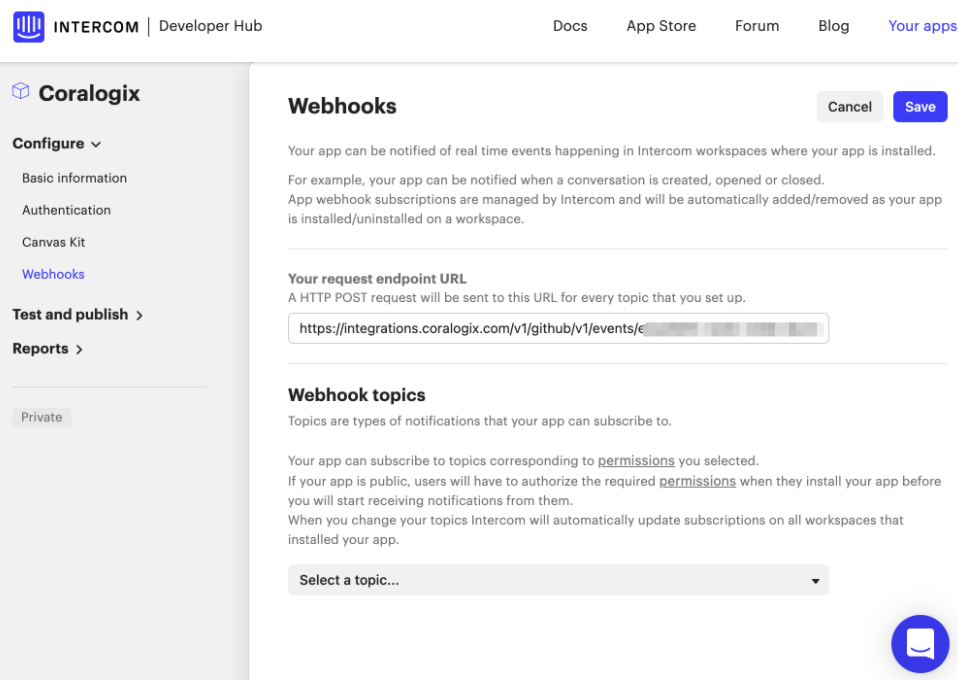 INTERCOM | Developer Hub
Docs App Store Forum Blog Your apps
Coralogix
Configure
Basic information
Authentication
Canvas Kit
Webhooks
Test and publish
Reports
Private
Webhooks
Cancel Save
Your app can be notified of real time events happening in Intercom workspaces where your app is installed.
For example, your app can be notified when a conversation is created, opened or closed.
App webhook subscriptions are managed by Intercom and will be automatically added/removed as your app
is installed/uninstalled on a workspace.
Your request endpoint URL
A HTTP POST request will be sent to this URL for every topic that you set up.
https://integrations.coralogix.com/v1/github/v1/events/e
Webhook topics
Topics are types of notifications that your app can subscribe to.
Your app can subscribe to topics corresponding to permissions you selected.
If your app is public, users will have to authorize the required permissions when they install your app before
you will start receiving notifications from them.
When you change your topics Intercom will automatically update subscriptions on all workspaces that
installed your app.
Select a topic...